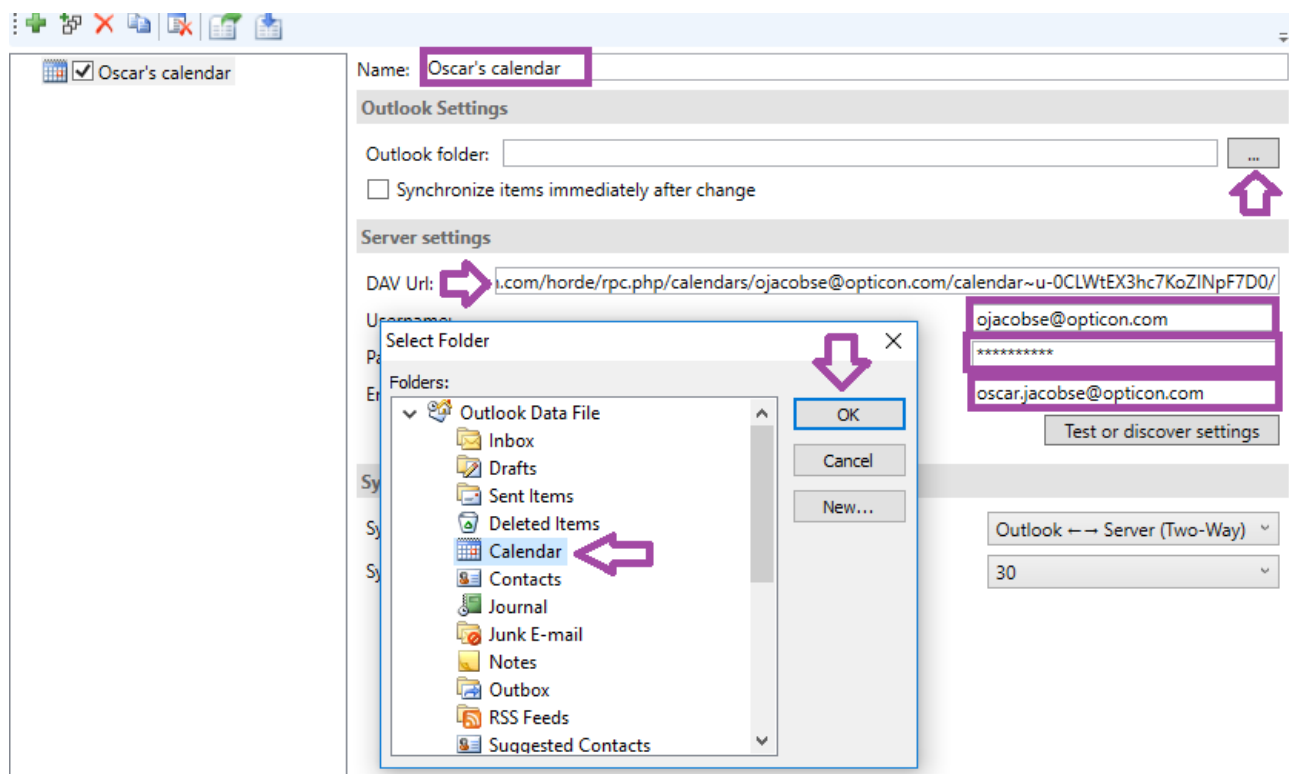 Oscar's calendar
Name: Oscar's calendar
Outlook Settings
Outlook folder: ...
Synchronize items immediately after change
Server settings
DAV Url: .com/horde/rpc.php/calendars/ojacobse@opticon.com/calendar~u-0CLWtEX3hc7KoZINpF7D0/
ojacobse@opticon.com
**********
oscar.jacobse@opticon.com
Test or discover settings
Select Folder
Folders:
Outlook Data File
Inbox
Drafts
Sent Items
Deleted Items
Calendar
Contacts
Journal
Junk E-mail
Notes
Outbox
RSS Feeds
Suggested Contacts
OK
Cancel
New...
Outlook ←→ Server (Two-Way)
30